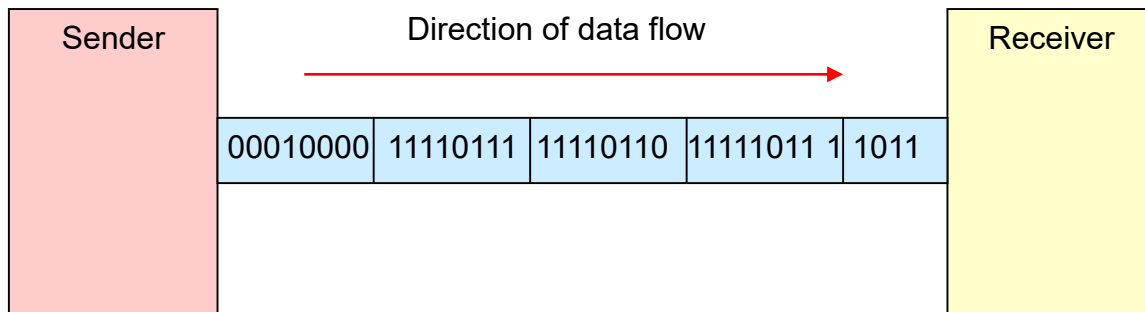 Sender
Direction of data flow
Receiver
00010000 11110111 11110110 11111011 1 1011